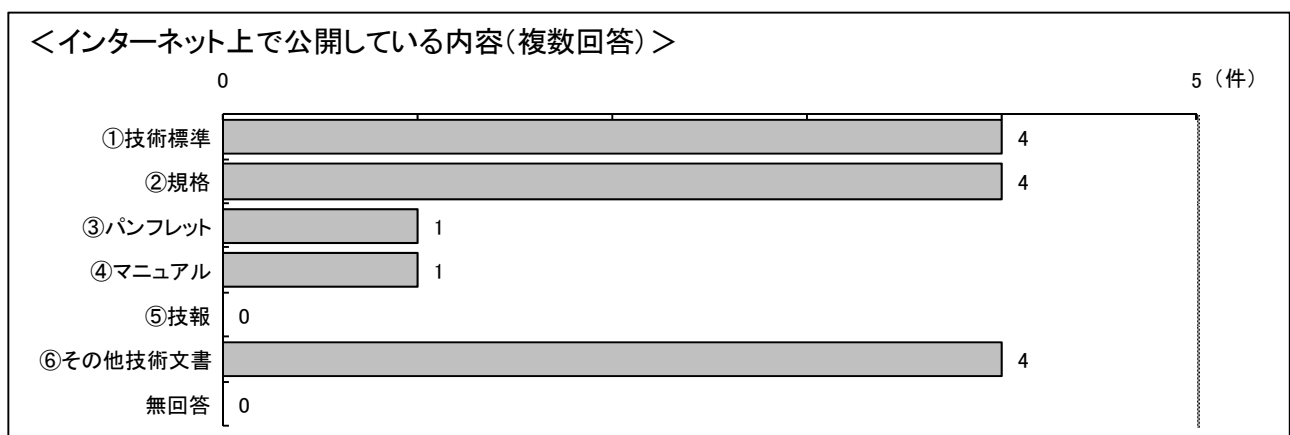 ＜インターネット上で公開している内容(複数回答)＞
0 5 (件)
①技術標準 4
②規格 4
③パンフレット 1
④マニュアル 1
⑤技報 0
⑥その他技術文書 4
無回答 0